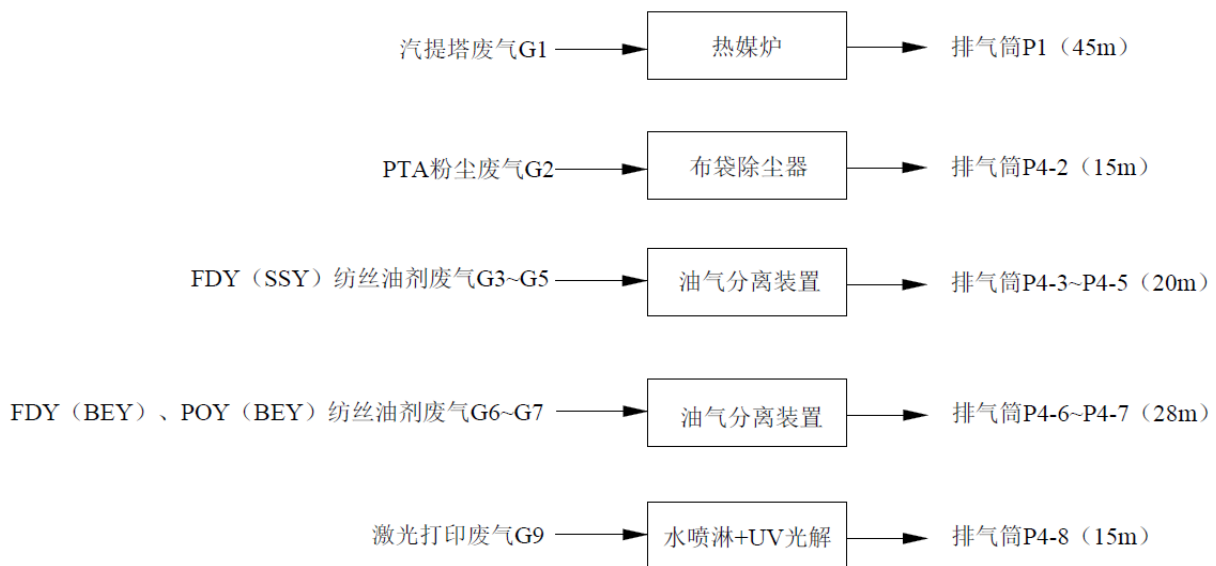 汽提塔废气G1 热媒炉 排气筒P1（45m）
PTA粉尘废气G2 布袋除尘器 排气筒P4-2（15m）
FDY（SSY）纺丝油剂废气G3~G5 油气分离装置 排气筒P4-3~P4-5（20m）
FDY（BEY）、POY（BEY）纺丝油剂废气G6~G7 油气分离装置 排气筒P4-6~P4-7（28m）
激光打印废气G9 水喷淋+UV光解 排气筒P4-8（15m）